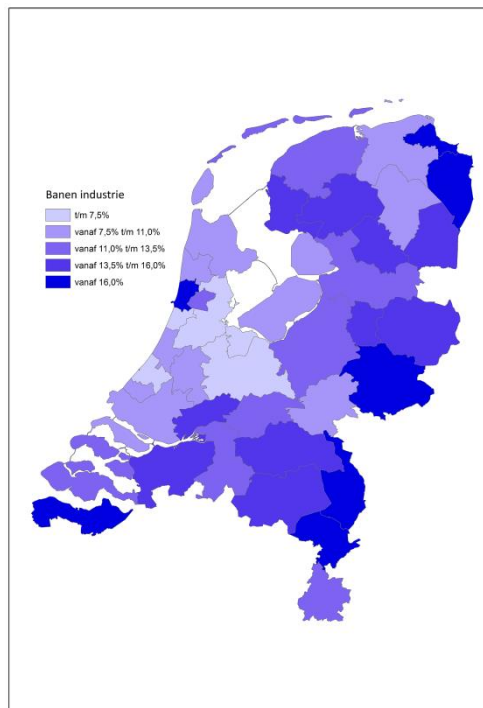 Banen industrie
t/m 7,5%
vanaf 7,5% t/m 11,0%
vanaf 11,0% t/m 13,5%
vanaf 13,5% t/m 16,0%
vanaf 16,0%